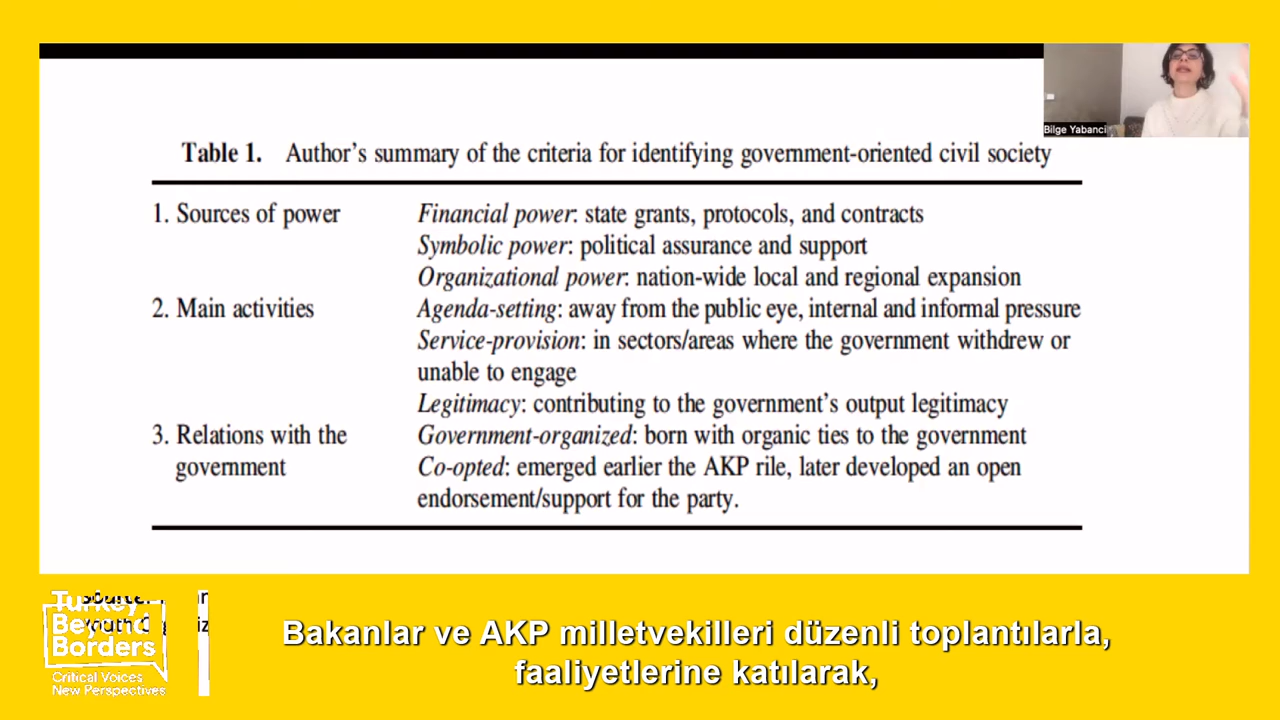 Bilge Yabanci
Table 1. Author's summary of the criteria for identifying government-oriented civil society
1. Sources of power
Financial power: state grants, protocols, and contracts
Symbolic power: political assurance and support
Organizational power: nation-wide local and regional expansion
2. Main activities
Agenda-setting: away from the public eye, internal and informal pressure
Service-provision: in sectors/areas where the government withdrew or
unable to engage
Legitimacy: contributing to the government's output legitimacy
3. Relations with the
government
Government-organized: born with organic ties to the government
Co-opted: emerged earlier the AKP rile, later developed an open
endorsement/support for the party.
Turkey
Beyond
Borders
Critical Voices
New Perspectives
Bakanlar ve AKP milletvekilleri düzenli toplantılarla,
faaliyetlerine katılarak,